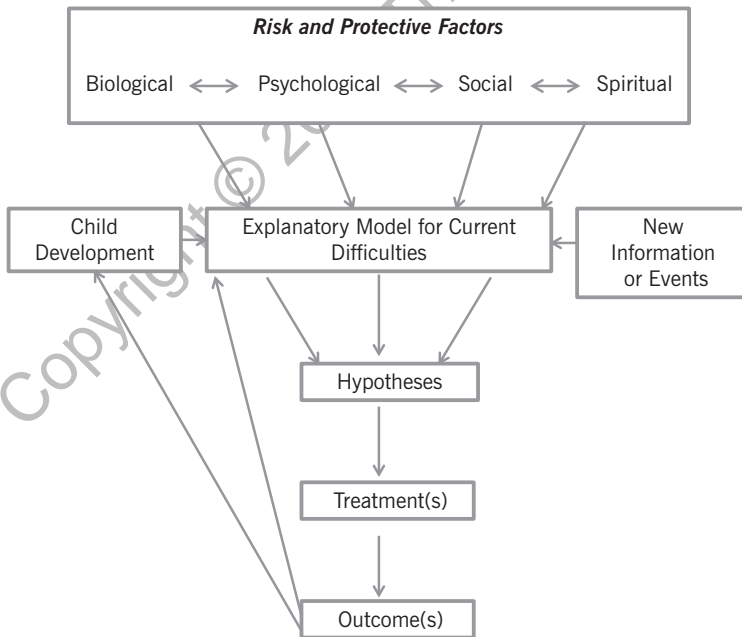 Risk and Protective Factors
Biological Psychological Social Spiritual
Child
Development
Explanatory Model for Current
Difficulties
New
Information
or Events
Hypotheses
Treatment(s)
Outcome(s)
Copyright ©